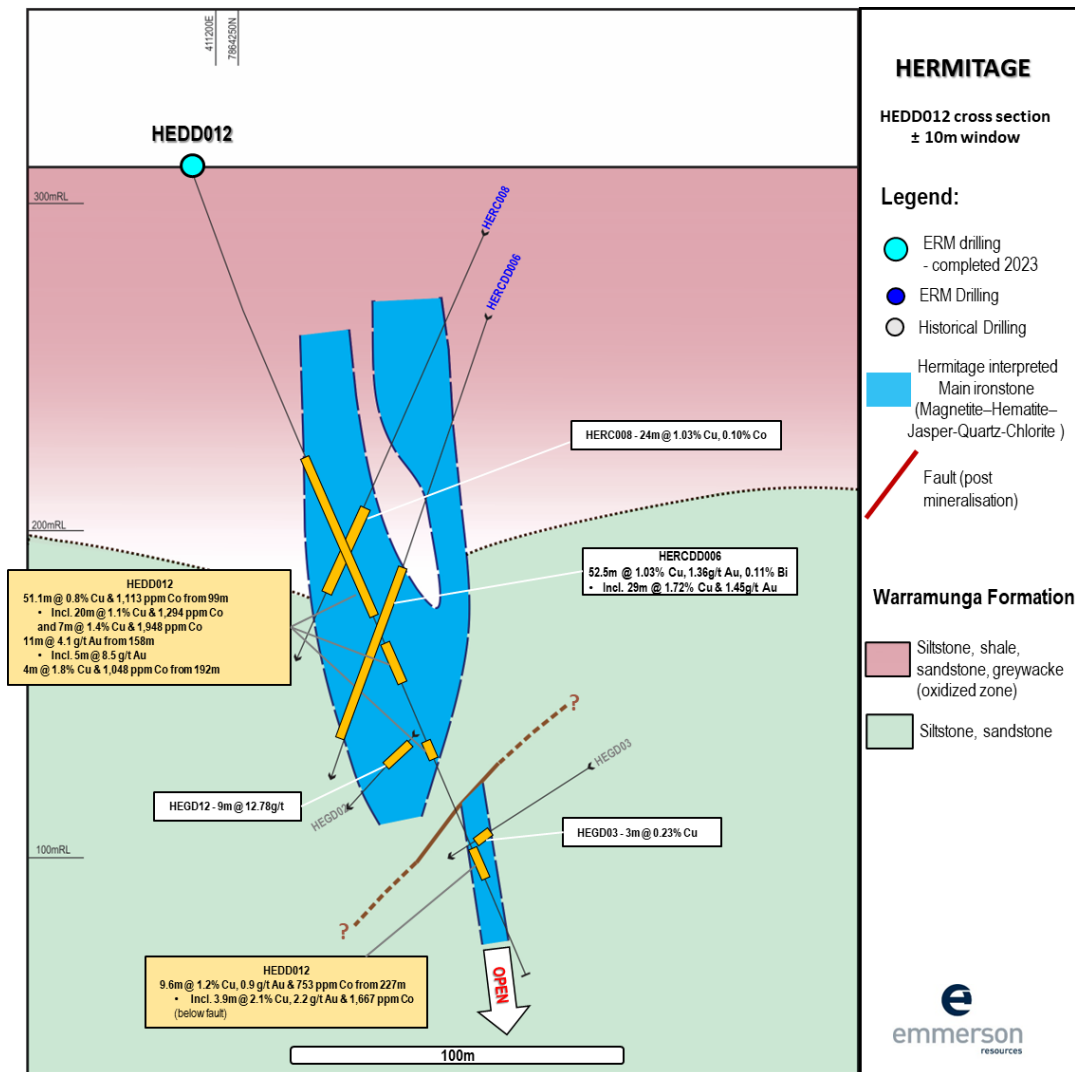 411200E
7864250N
HEDD012
300mRL
HERC008
HERCDD006
HERC008 - 24m @ 1.03% Cu, 0.10% Co
200mRL
HERCDD006
52.5m @ 1.03% Cu, 1.36g/t Au, 0.11% Bi
• Incl. 29m @ 1.72% Cu & 1.45g/t Au
HEDD012
51.1m @ 0.8% Cu & 1,113 ppm Co from 99m
• Incl. 20m @ 1.1% Cu & 1,294 ppm Co
and 7m @ 1.4% Cu & 1,948 ppm Co
11m @ 4.1 g/t Au from 158m
• Incl. 5m @ 8.5 g/t Au
4m @ 1.8% Cu & 1,048 ppm Co from 192m
?
HEGD03
HEGD12 - 9m @ 12.78g/t
HEGD02
HEGD03 - 3m @ 0.23% Cu
100mRL
?
HEDD012
9.6m @ 1.2% Cu, 0.9 g/t Au & 753 ppm Co from 227m
• Incl. 3.9m @ 2.1% Cu, 2.2 g/t Au & 1,667 ppm Co
(below fault)
OPEN
100m
HERMITAGE
HEDD012 cross section
± 10m window
Legend:
ERM drilling
- completed 2023
ERM Drilling
Historical Drilling
Hermitage interpreted
Main ironstone
(Magnetite–Hematite–
Jasper-Quartz-Chlorite )
Fault (post
mineralisation)
Warramunga Formation
Siltstone, shale,
sandstone, greywacke
(oxidized zone)
Siltstone, sandstone
e
emmerson
resources